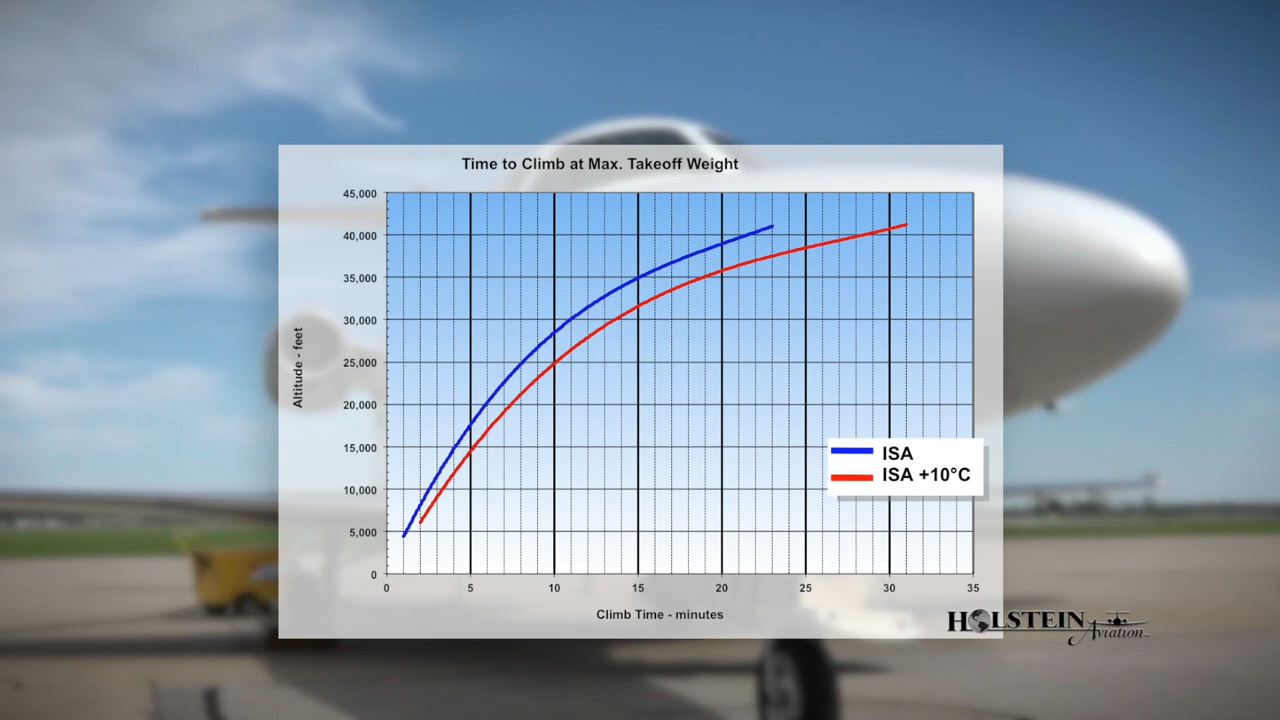 Time to Climb at Max. Takeoff Weight
45,000
40,000
35,000
30,000
25,000
20,000
15,000
10,000
5,000
0
Altitude - feet
ISA
ISA +10°C
0 5 10 15 20 25 30 35
Climb Time - minutes
HOLSTEIN
Aviation